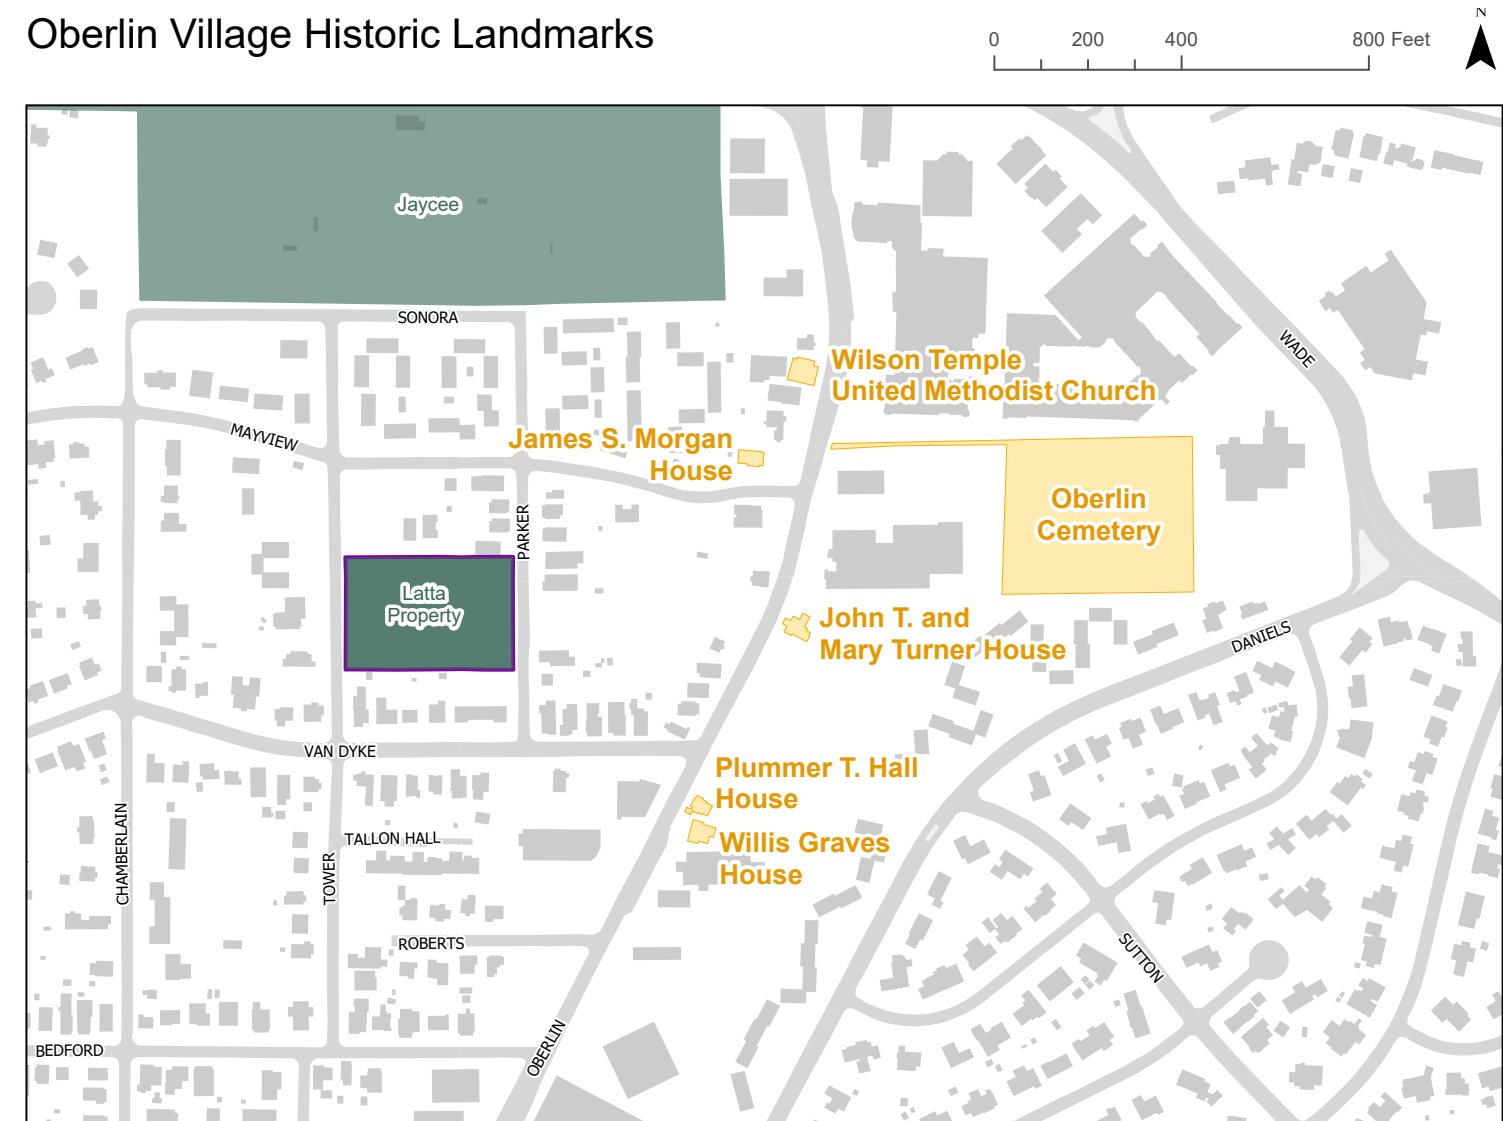 Oberlin Village Historic Landmarks
0 200 400 800 Feet
N
Jaycee
SONORA
WADE
Wilson Temple
United Methodist Church
MAYVIEW
James S. Morgan
House
Oberlin
Cemetery
PARKER
Latta
Property
John T. and
Mary Turner House
DANIELS
VAN DYKE
Plummer T. Hall
House
CHAMBERLAIN
TALLON HALL
TOWER
Willis Graves
House
ROBERTS
SUTTON
OBERLIN
BEDFORD